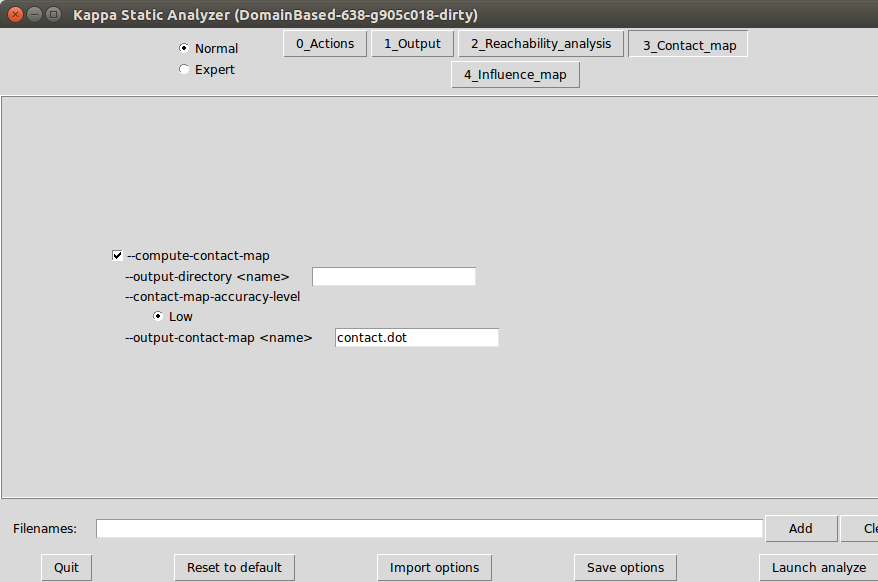 Kappa Static Analyzer (DomainBased-638-g905c018-dirty)
Normal
Expert
0_Actions 1_Output 2_Reachability_analysis 3_Contact_map
4_Influence_map
--compute-contact-map
--output-directory <name>
--contact-map-accuracy-level
Low
--output-contact-map <name> contact.dot
Filenames: Add
Quit Reset to default Import options Save options Launch analyze